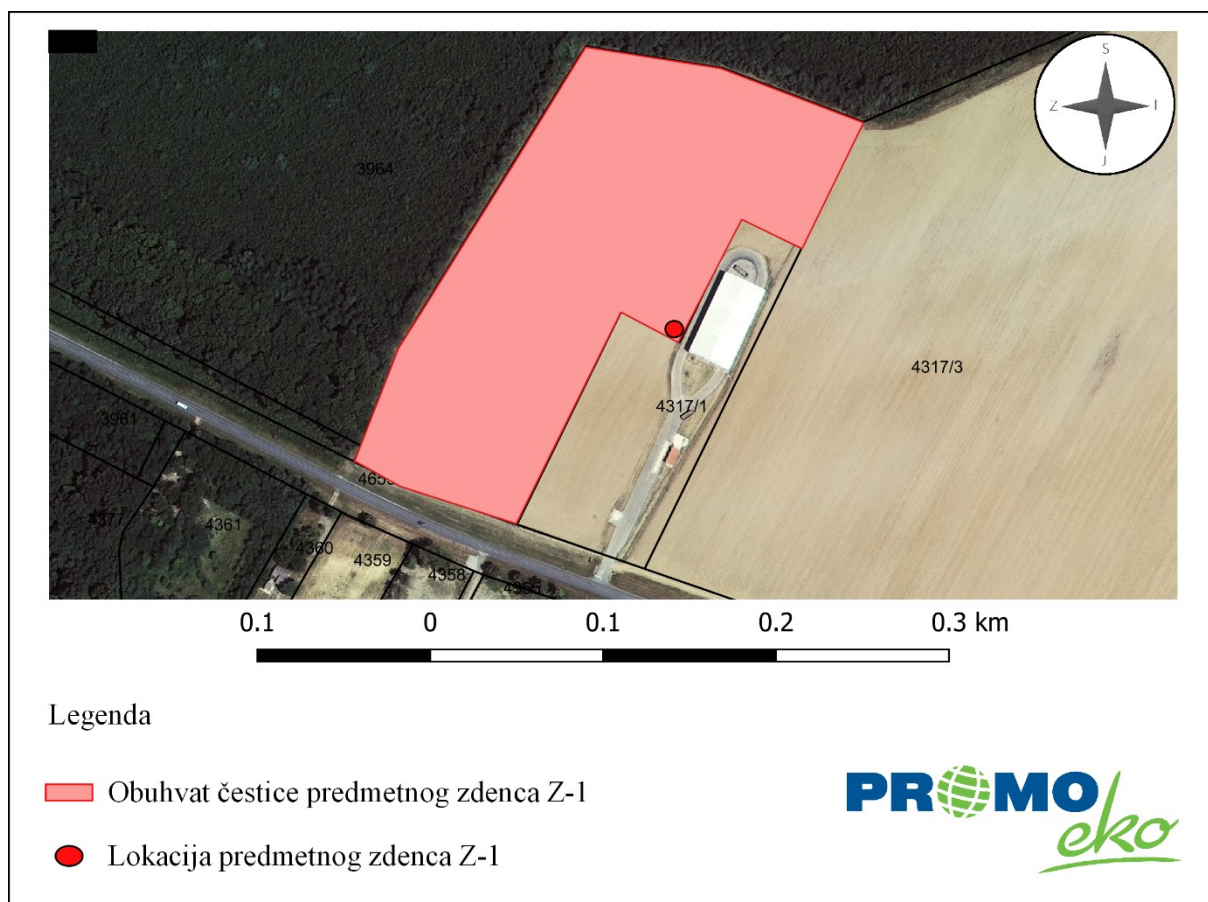 S
Z
I
J
3964
4317/3
4317/1
3961
4377
4361
4360
4359
4358
0.1 0 0.1 0.2 0.3 km
Legenda
Obuhvat čestice predmetnog zdenca Z-1
Lokacija predmetnog zdenca Z-1
PROMO
eko